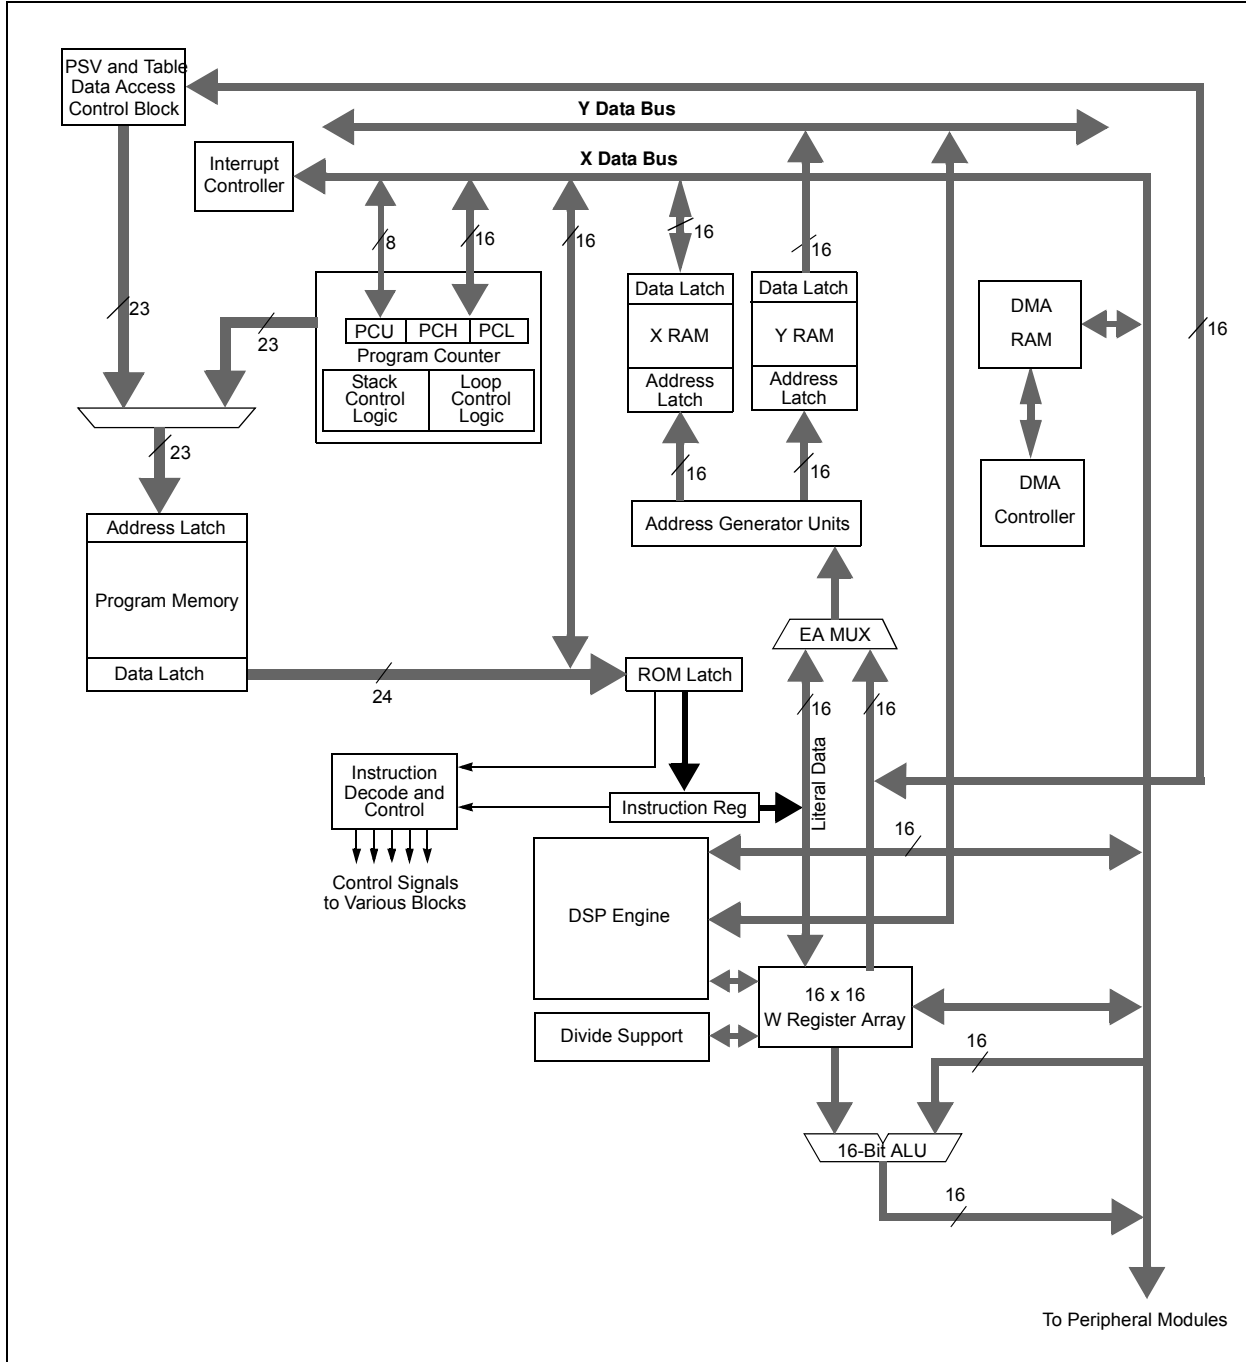 PSV and Table
Data Access
Control Block
Y Data Bus
Interrupt
Controller
X Data Bus
8
16
16
16
16
23
23
PCU
PCH
PCL
Program Counter
Stack
Control
Logic
Loop
Control
Logic
Data Latch
X RAM
Address
Latch
Data Latch
Y RAM
Address
Latch
DMA
RAM
16
23
16
16
DMA
Controller
Address Generator Units
Address Latch
Program Memory
Data Latch
24
EA MUX
ROM Latch
16
16
Literal Data
Instruction
Decode and
Control
Instruction Reg
Control Signals
to Various Blocks
16
DSP Engine
16 x 16
W Register Array
Divide Support
16
16-Bit ALU
16
To Peripheral Modules